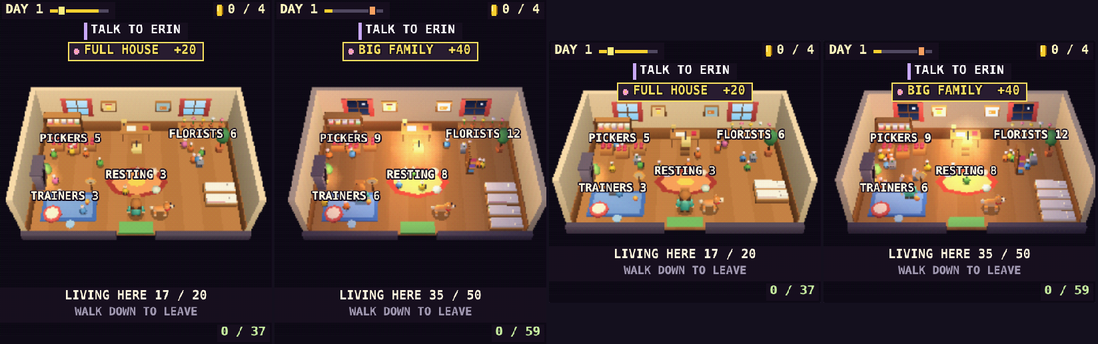 DAY 1
0 / 4
TALK TO ERIN
FULL HOUSE +20
PICKERS 5
FLORISTS 6
RESTING 3
TRAINERS 3
LIVING HERE 17 / 20
WALK DOWN TO LEAVE
0 / 37
DAY 1
0 / 4
TALK TO ERIN
BIG FAMILY +40
PICKERS 9
FLORISTS 12
RESTING 8
TRAINERS 6
LIVING HERE 35 / 50
WALK DOWN TO LEAVE
0 / 59
DAY 1
0 / 4
TALK TO ERIN
FULL HOUSE +20
PICKERS 5
FLORISTS 6
RESTING 3
TRAINERS 3
LIVING HERE 17 / 20
WALK DOWN TO LEAVE
0 / 37
DAY 1
0 / 4
TALK TO ERIN
BIG FAMILY +40
PICKERS 9
FLORISTS 12
RESTING 8
TRAINERS 6
LIVING HERE 35 / 50
WALK DOWN TO LEAVE
0 / 59